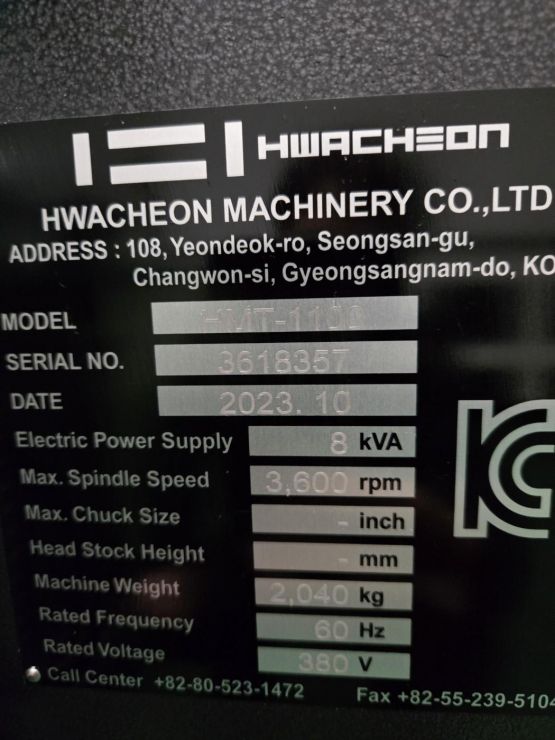 HWACHEON
HWACHEON MACHINERY CO.,LTD
ADDRESS : 108, Yeondeok-ro, Seongsan-gu,
Changwon-si, Gyeongsangnam-do, KO
MODEL HMT-1100
SERIAL NO. 3618357
DATE 2023. 10
Electric Power Supply 8 kVA
Max. Spindle Speed 3,600 rpm
Max. Chuck Size - inch
Head Stock Height - mm
Machine Weight 2,040 kg
Rated Frequency 60 Hz
Rated Voltage 380 V
Call Center +82-80-523-1472 Fax +82-55-239-5104